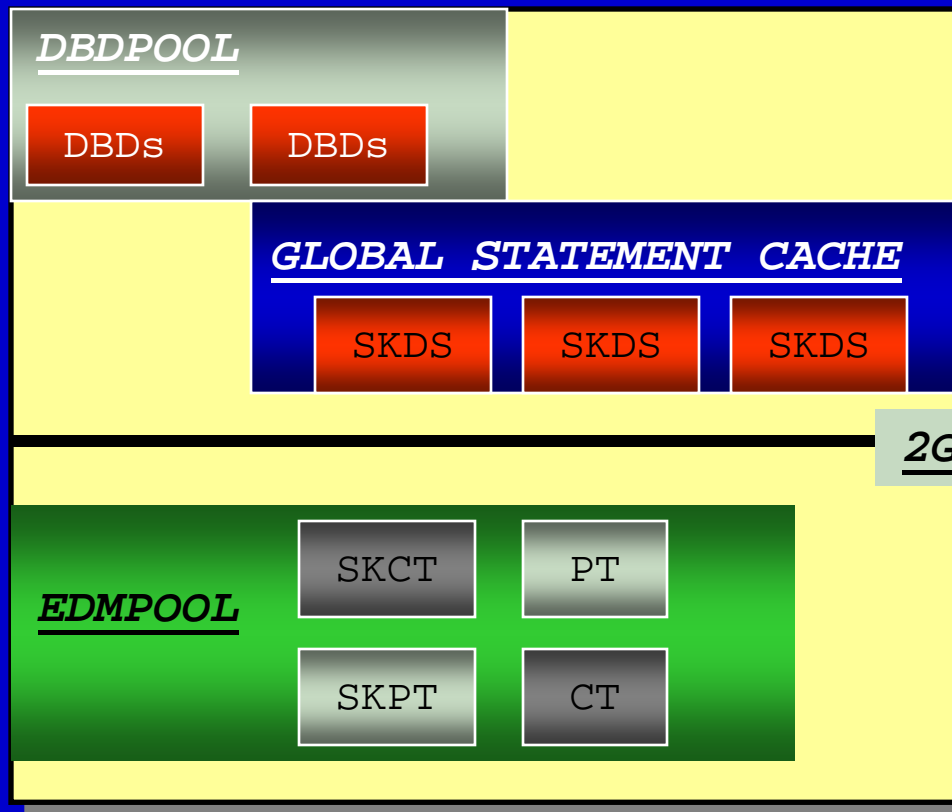 DBDPOOL
DBDs DBDs
GLOBAL STATEMENT CACHE
SKDS SKDS SKDS
2G
SKCT PT
EDMPOOL
SKPT CT